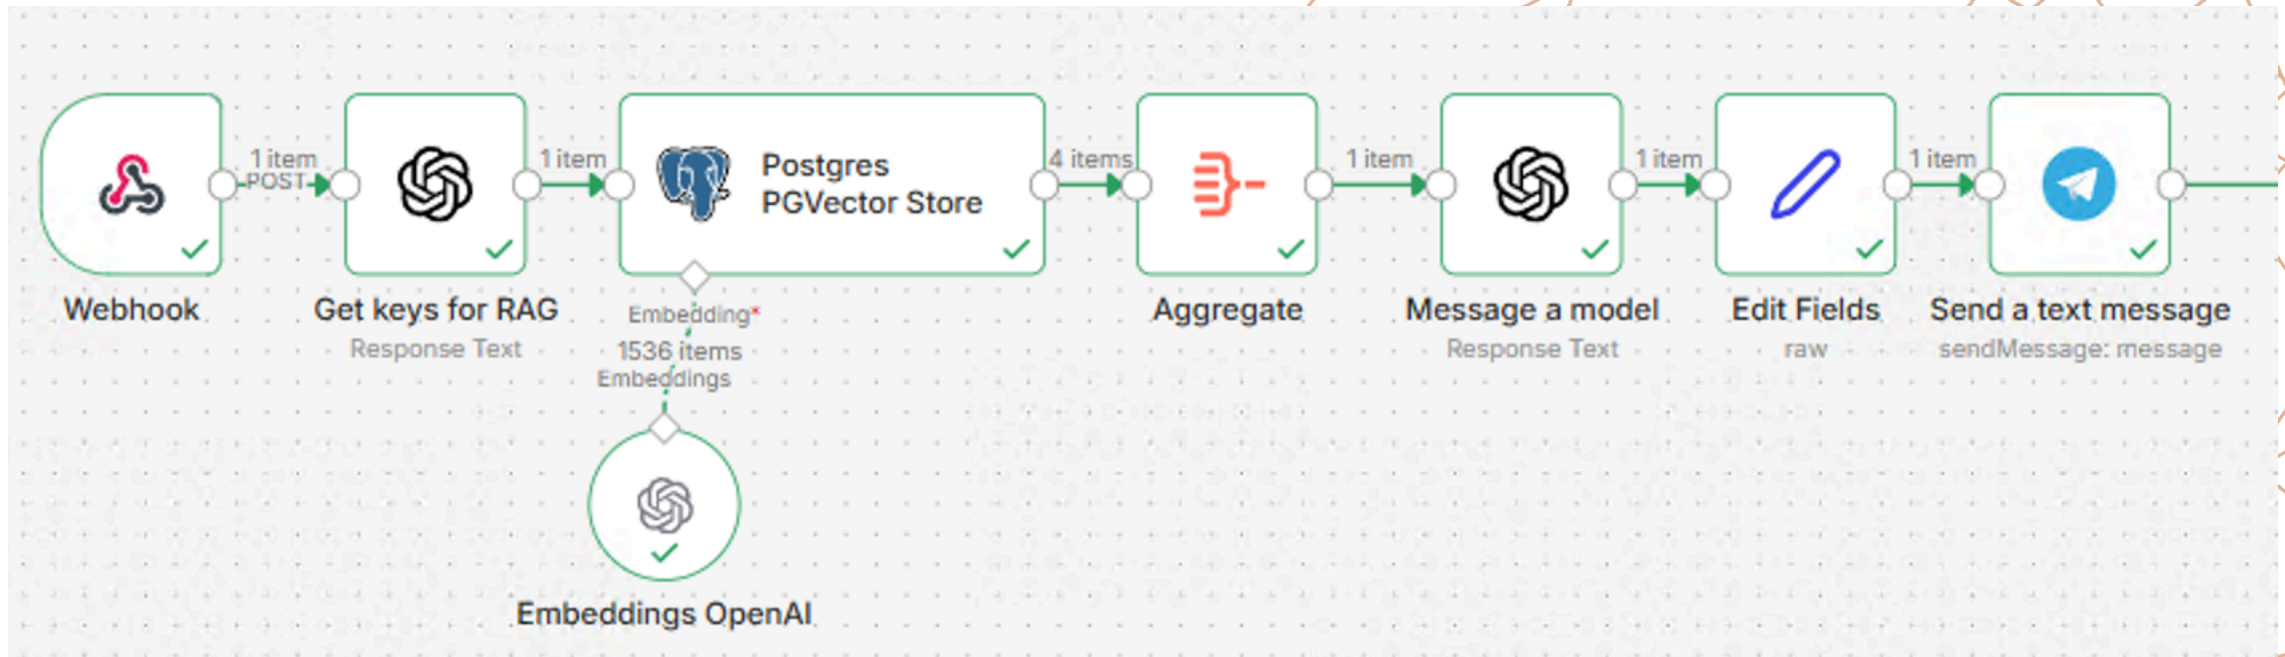 1 item
POST
1 item
Postgres
PGVector Store
4 items
1 item
1 item
1 item
Webhook
Get keys for RAG
Response Text
Embedding*
1536 items
Embeddings
Aggregate
Message a model
Response Text
Edit Fields
raw
Send a text message
sendMessage: message
Embeddings OpenAI